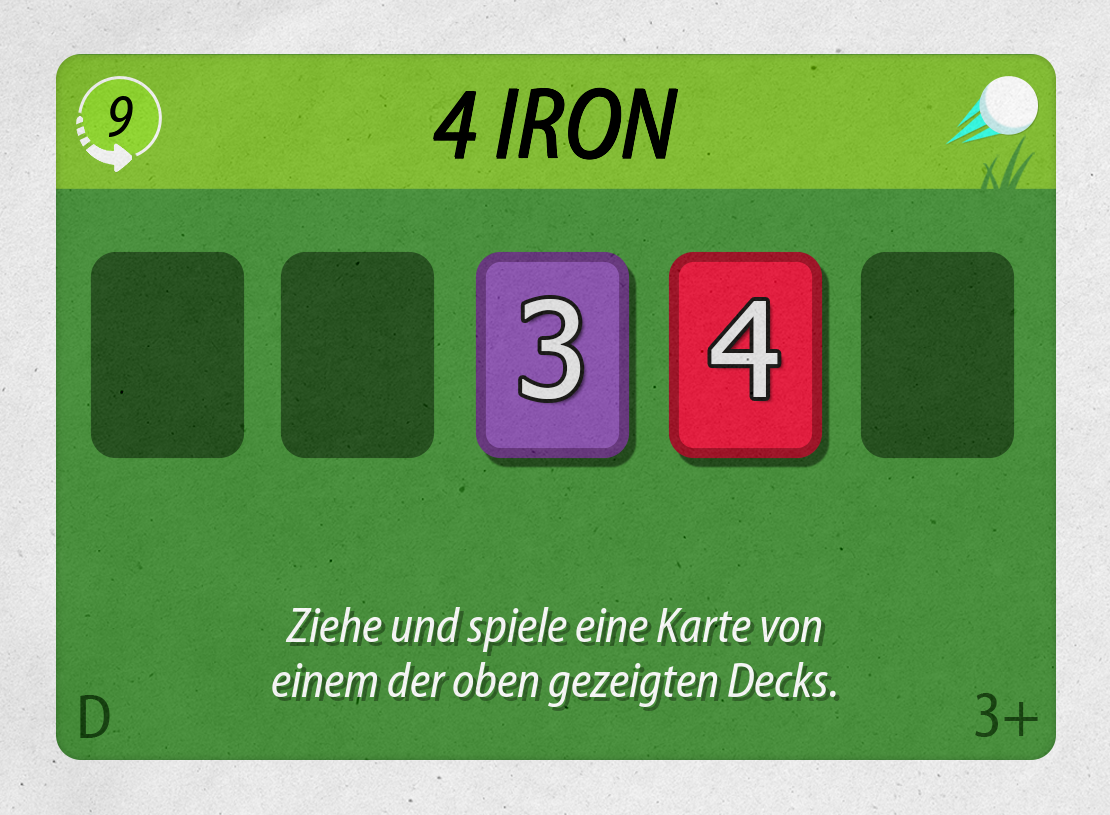 9
4 IRON
3 4
Ziehe und spiele eine Karte von
einem der oben gezeigten Decks.
D
3+